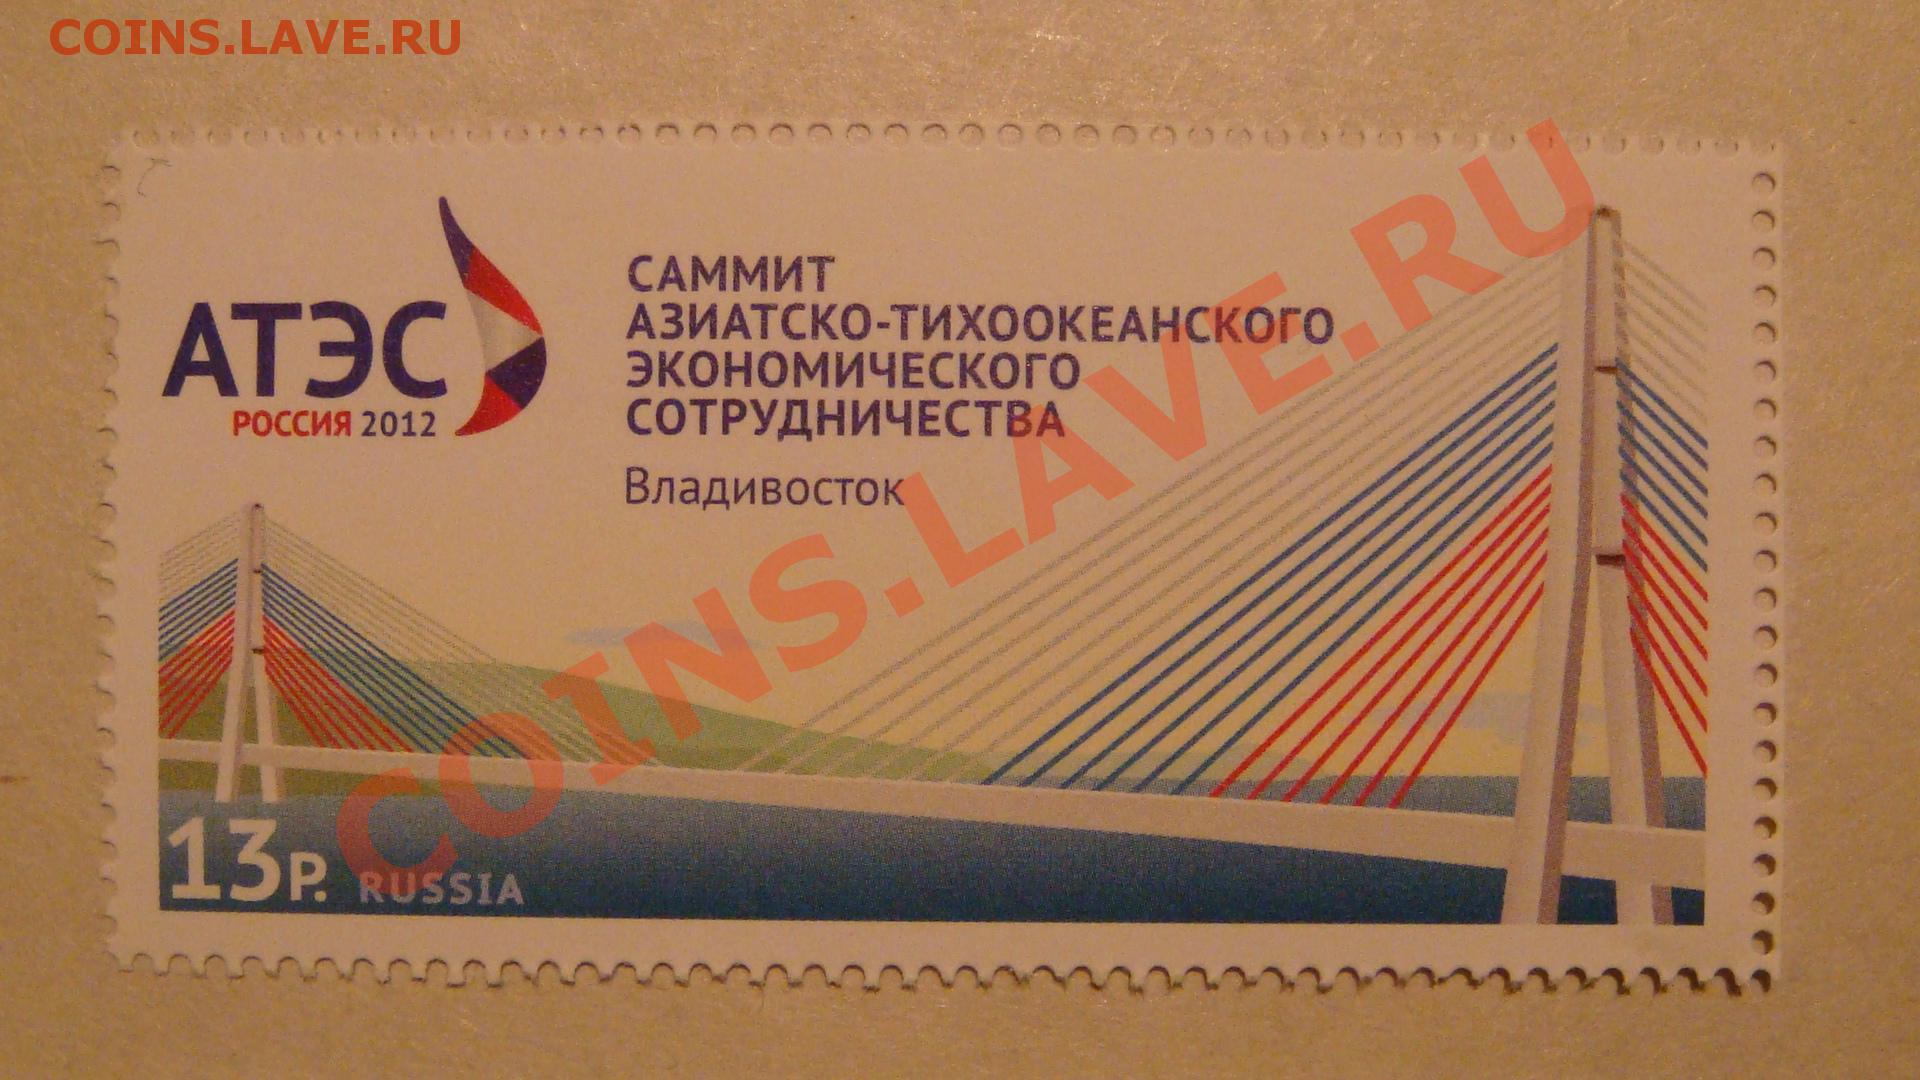 COINS.LAVE.RU
АТЭС
РОССИЯ 2012
САММИТ
АЗИАТСКО-ТИХООКЕАНСКОГО
ЭКОНОМИЧЕСКОГО
СОТРУДНИЧЕСТВА
Владивосток
COINS.LAVE.RU
13Р. RUSSIA